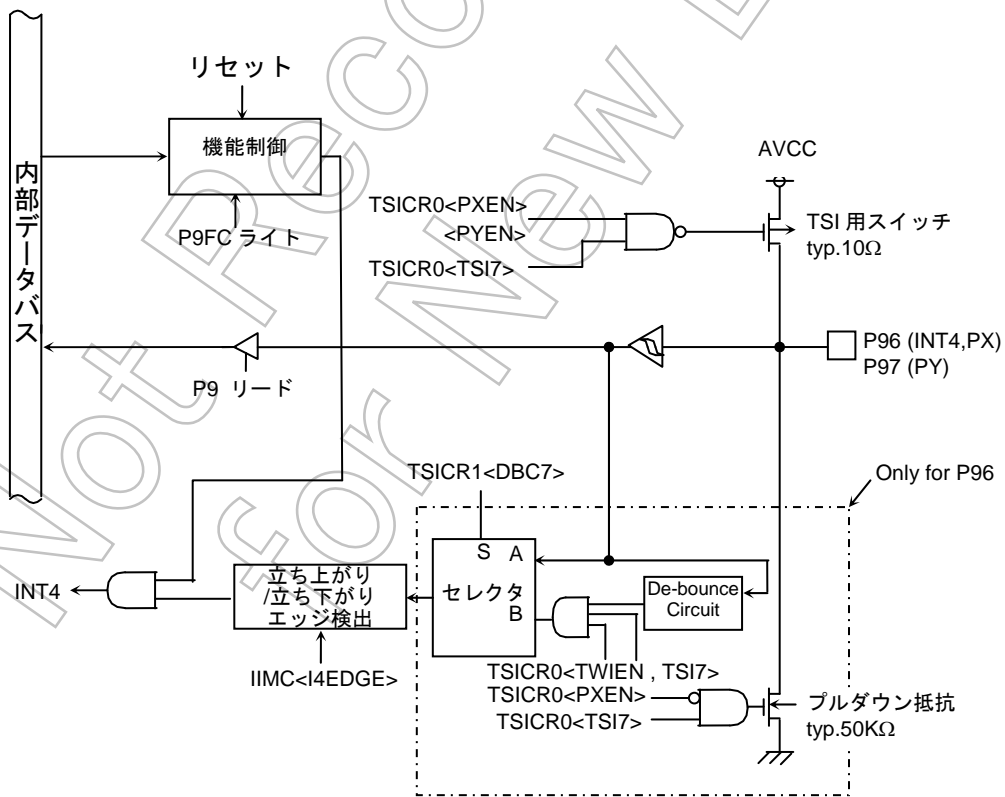 リセット
機能制御
AVCC
内部データバス
TSICR0<PXEN>
<PYEN>
TSI 用スイッチ
typ.10Ω
P9FC ライト
TSICR0<TSI7>
P96 (INT4,PX)
P97 (PY)
P9 リード
TSICR1<DBC7>
Only for P96
S A
立ち上がり
/立ち下がり
エッジ検出
セレクタ
B
De-bounce
Circuit
INT4
TSICR0<TWIEN , TSI7>
IIMC<I4EDGE>
TSICR0<PXEN>
TSICR0<TSI7>
プルダウン抵抗
typ.50KΩ
Not Reco
for New D